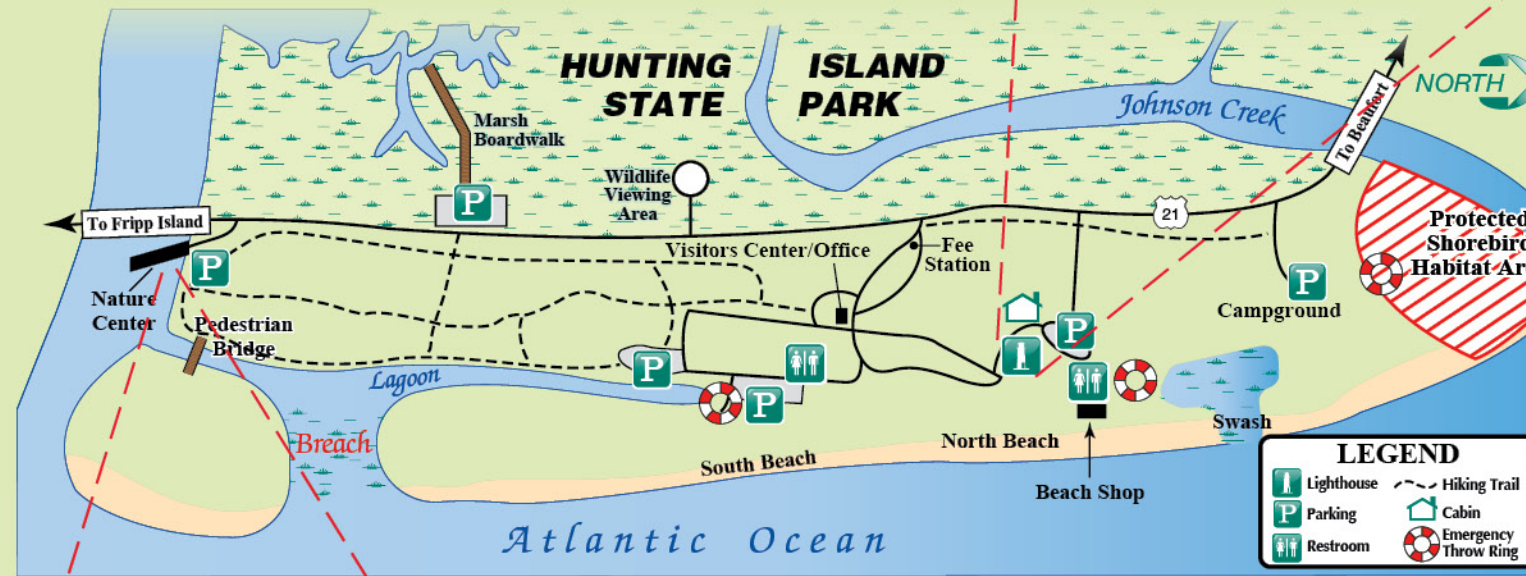 HUNTING ISLAND
STATE PARK
Marsh
Boardwalk
Johnson Creek
NORTH
To Beaufort
Wildlife
Viewing
Area
P
21
To Fripp Island
Protected
Shorebird
Habitat Ar
Visitors Center/Office
Fee
Station
P
Nature
Center
P
Campground
Pedestrian
Bridge
P
P
Lagoon
P
Breach
Swash
North Beach
South Beach
Beach Shop
Atlantic Ocean
LEGEND
Lighthouse
Hiking Trail
P
Parking
Cabin
Restroom
Emergency
Throw Ring